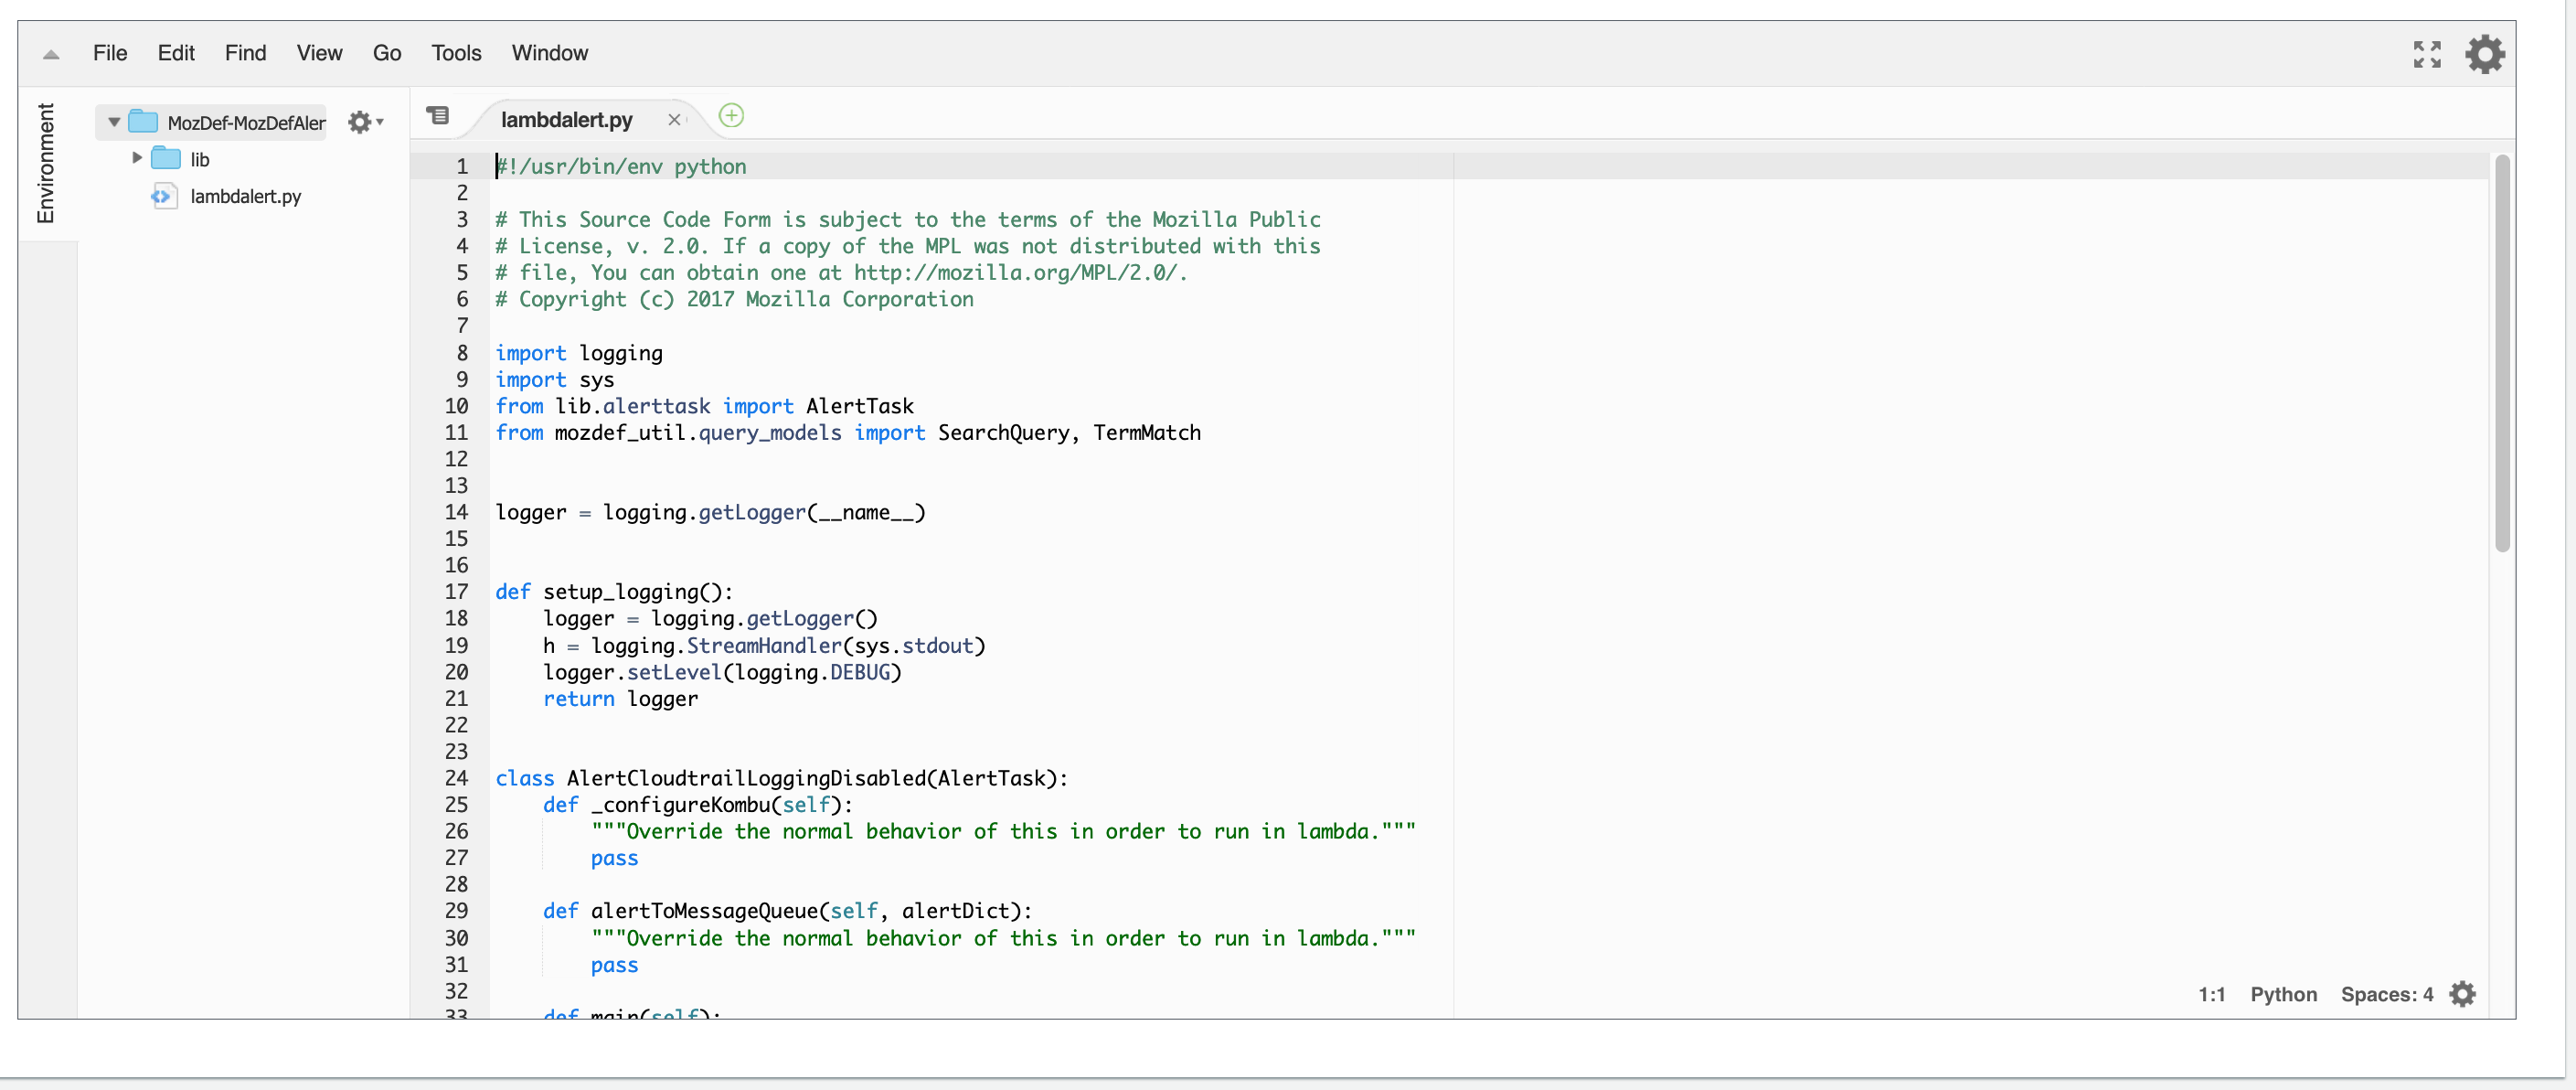 File Edit Find View Go Tools Window
Environment
MozDef-MozDefAler
lib
lambdalert.py
lambdalert.py
1 #!/usr/bin/env python
2
3 # This Source Code Form is subject to the terms of the Mozilla Public
4 # License, v. 2.0. If a copy of the MPL was not distributed with this
5 # file, You can obtain one at http://mozilla.org/MPL/2.0/.
6 # Copyright (c) 2017 Mozilla Corporation
7
8 import logging
9 import sys
10 from lib.alerttask import AlertTask
11 from mozdef_util.query_models import SearchQuery, TermMatch
12
13
14 logger = logging.getLogger(__name__)
15
16
17 def setup_logging():
18     logger = logging.getLogger()
19     h = logging.StreamHandler(sys.stdout)
20     logger.setLevel(logging.DEBUG)
21     return logger
22
23
24 class AlertCloudtrailLoggingDisabled(AlertTask):
25     def _configureKombu(self):
26         """Override the normal behavior of this in order to run in lambda."""
27         pass
28
29     def alertToMessageQueue(self, alertDict):
30         """Override the normal behavior of this in order to run in lambda."""
31         pass
32
33     def main(self):
1:1 Python Spaces: 4